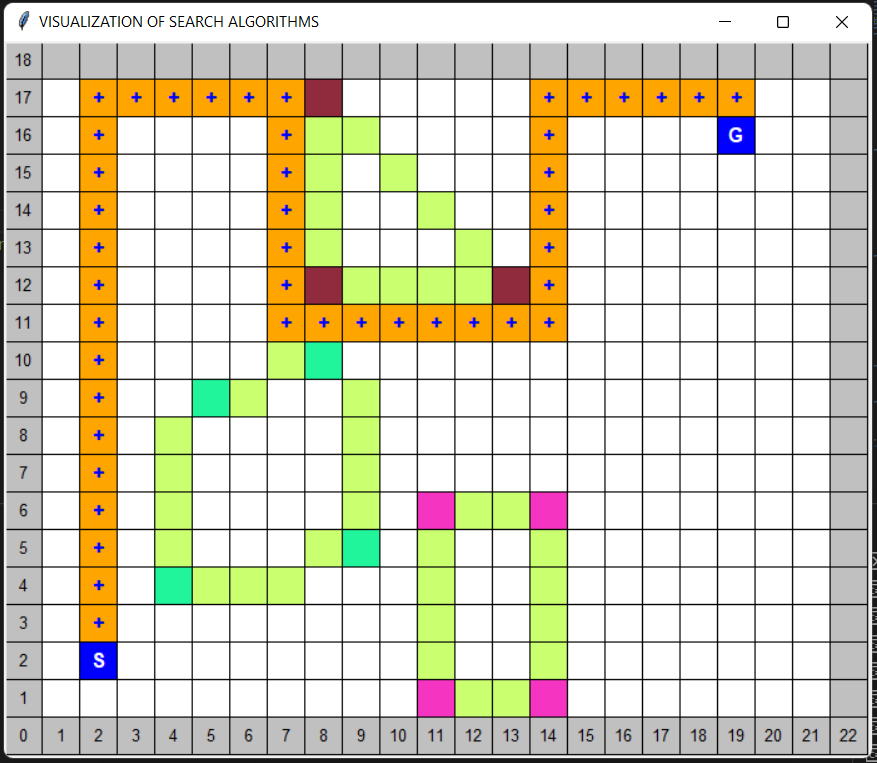 VISUALIZATION OF SEARCH ALGORITHMS
18
17 + + + + + + + + + + + +
16 + + + G
15 + + +
14 + + +
13 + + +
12 + + +
11 + + + + + + + + +
10 +
9 +
8 +
7 +
6 +
5 +
4 +
3 +
2 S
1
0 1 2 3 4 5 6 7 8 9 10 11 12 13 14 15 16 17 18 19 20 21 22